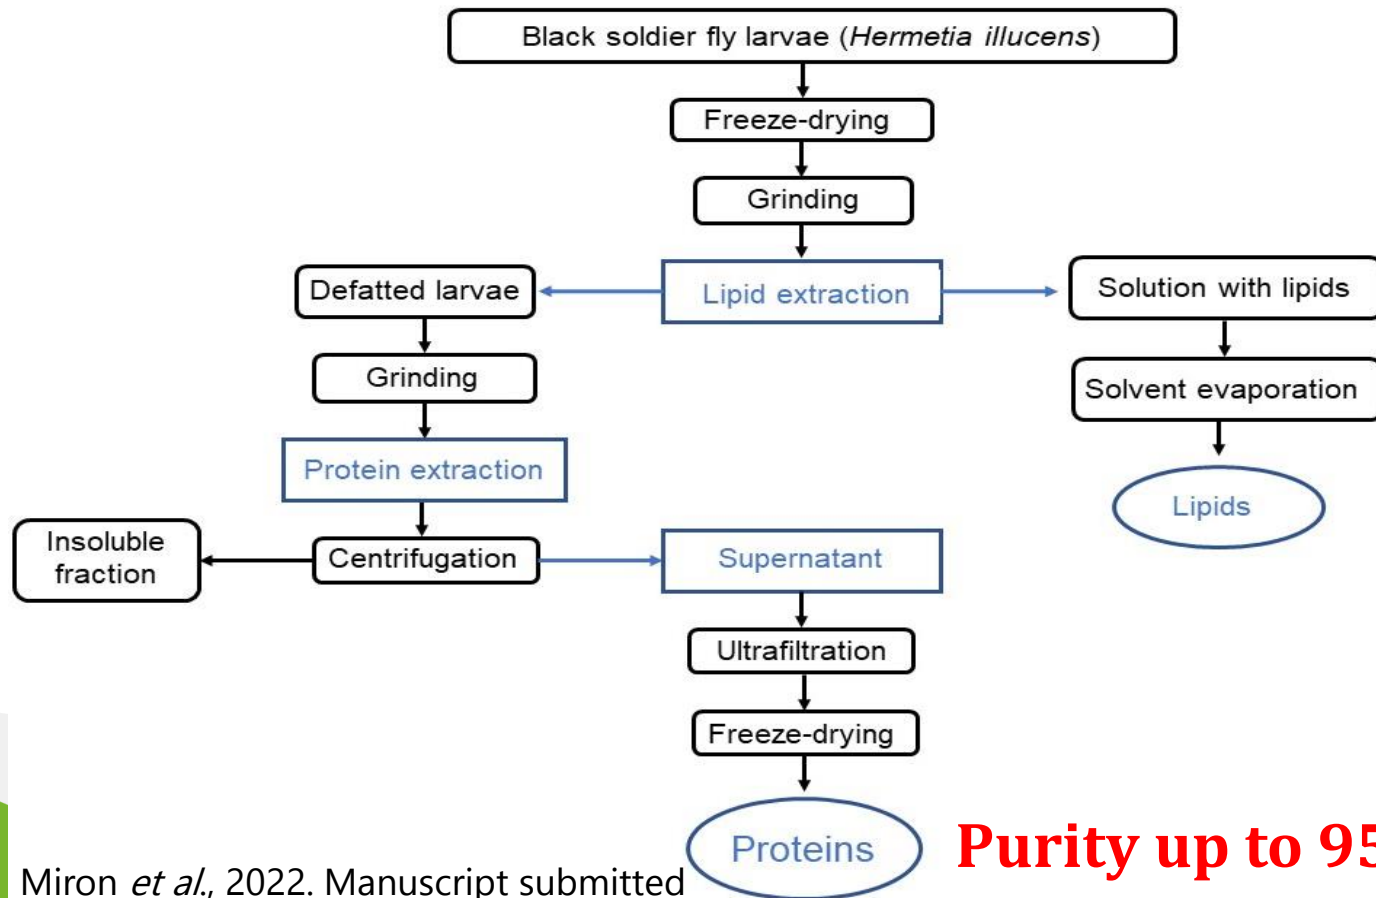 Black soldier fly larvae (Hermetia illucens)
Freeze-drying
Grinding
Defatted larvae
Lipid extraction
Solution with lipids
Grinding
Solvent evaporation
Protein extraction
Lipids
Insoluble
fraction
Centrifugation
Supernatant
Ultrafiltration
Freeze-drying
Proteins
Purity up to 95
Miron et al., 2022. Manuscript submitted